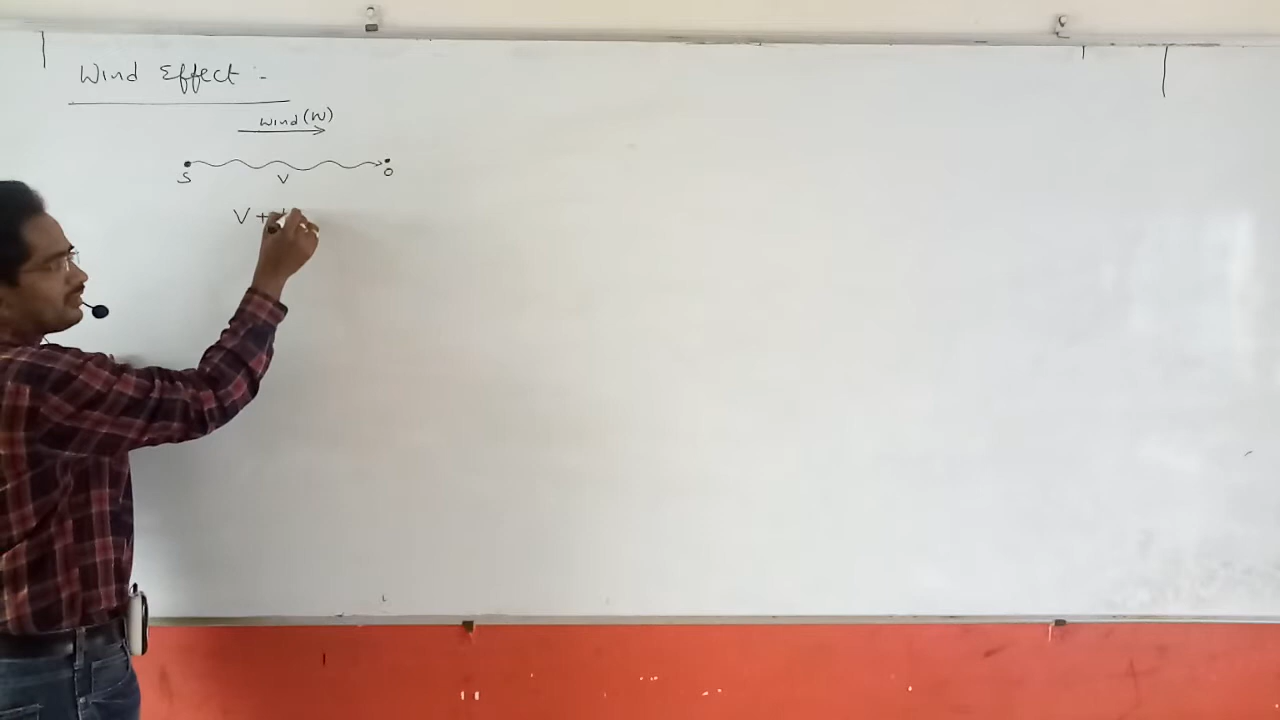 Wind Effect :-
Wind (W)
S V O
V +